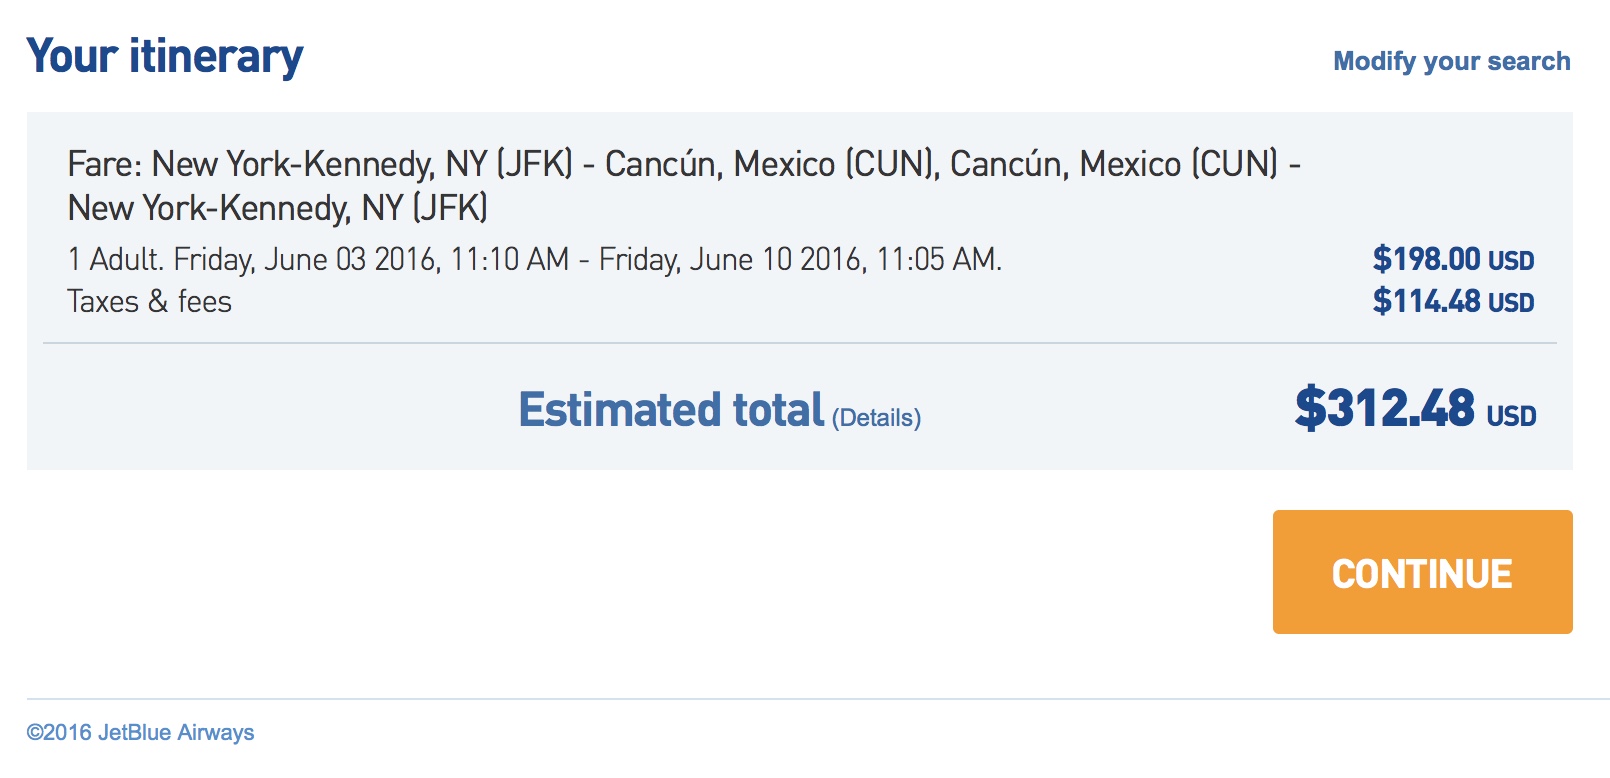 Your itinerary
Modify your search
Fare: New York-Kennedy, NY (JFK) - Cancún, Mexico (CUN), Cancún, Mexico (CUN) -
New York-Kennedy, NY (JFK)
1 Adult. Friday, June 03 2016, 11:10 AM - Friday, June 10 2016, 11:05 AM. $198.00 USD
Taxes & fees $114.48 USD
Estimated total (Details) $312.48 USD
CONTINUE
©2016 JetBlue Airways